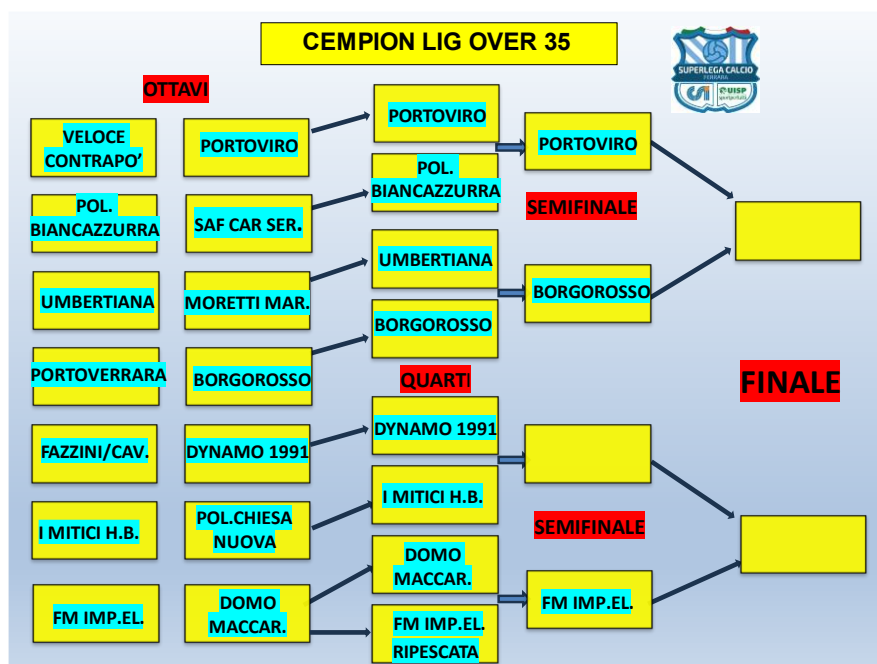 CEMPION LIG OVER 35
SUPERLEGA CALCIO
FERRARA
CSI
UISP
sportpertutti
OTTAVI
VELOCE
CONTRAPO’
PORTOVIRO
PORTOVIRO
PORTOVIRO
POL.
BIANCAZZURRA
SAF CAR SER.
POL.
BIANCAZZURRA
SEMIFINALE
UMBERTIANA
MORETTI MAR.
UMBERTIANA
BORGOROSSO
PORTOVERRARA
BORGOROSSO
BORGOROSSO
QUARTI
FINALE
FAZZINI/CAV.
DYNAMO 1991
DYNAMO 1991
I MITICI H.B.
POL.CHIESA
NUOVA
I MITICI H.B.
SEMIFINALE
FM IMP.EL.
DOMO
MACCAR.
DOMO
MACCAR.
FM IMP.EL.
FM IMP.EL.
RIPESCATA